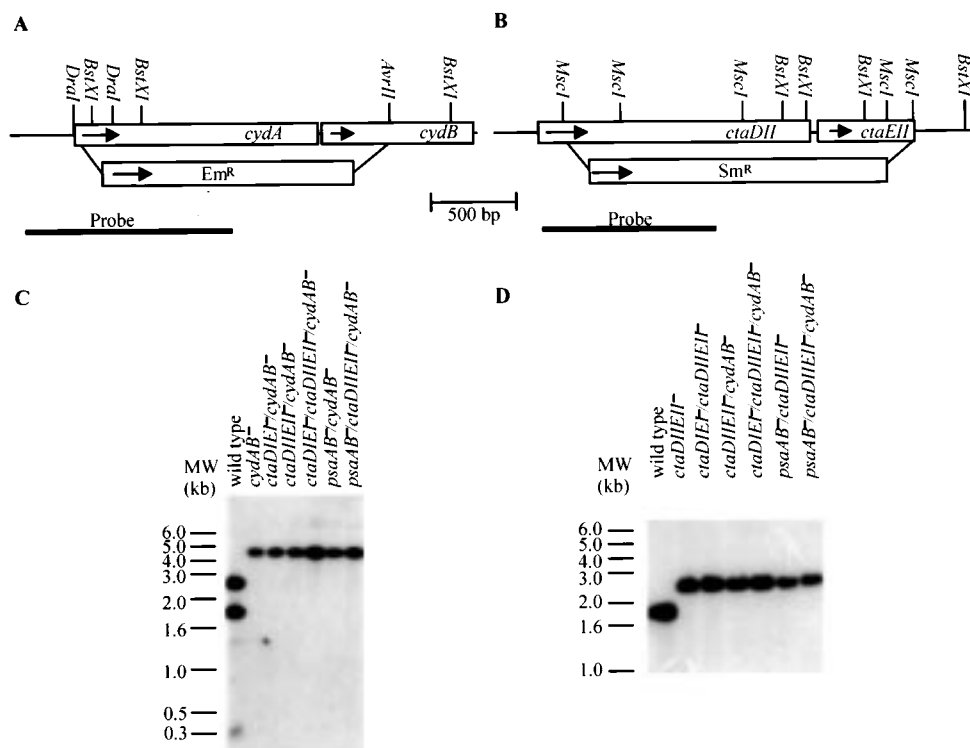 A
DraI
BstXI
DraI
BstXI
AvrII
BstXI
cydA
cydB
Em^R
Probe
500 bp
B
MscI
MscI
MscI
BstXI
BstXI
BstXI
MscI
MscI
BstXI
ctaDII
ctaEII
Sm^R
Probe
C
wild type
cydAB⁻
ctaDIEI⁻/cydAB⁻
ctaDIIEII⁻/cydAB⁻
ctaDIEI⁻/ctaDIIEII⁻/cydAB⁻
psaAB⁻/cydAB⁻
psaAB⁻/ctaDIIEII⁻/cydAB⁻
MW
(kb)
6.0
5.0
4.0
3.0
2.0
1.6
1.0
0.5
0.3
D
wild type
ctaDIIEII⁻
ctaDIEI⁻/ctaDIIEII⁻
ctaDIIEII⁻/cydAB⁻
ctaDIEI⁻/ctaDIIEII⁻/cydAB⁻
psaAB⁻/ctaDIIEII⁻
psaAB⁻/ctaDIIEII⁻/cydAB⁻
MW
(kb)
6.0
5.0
4.0
3.0
2.0
1.6
1.0